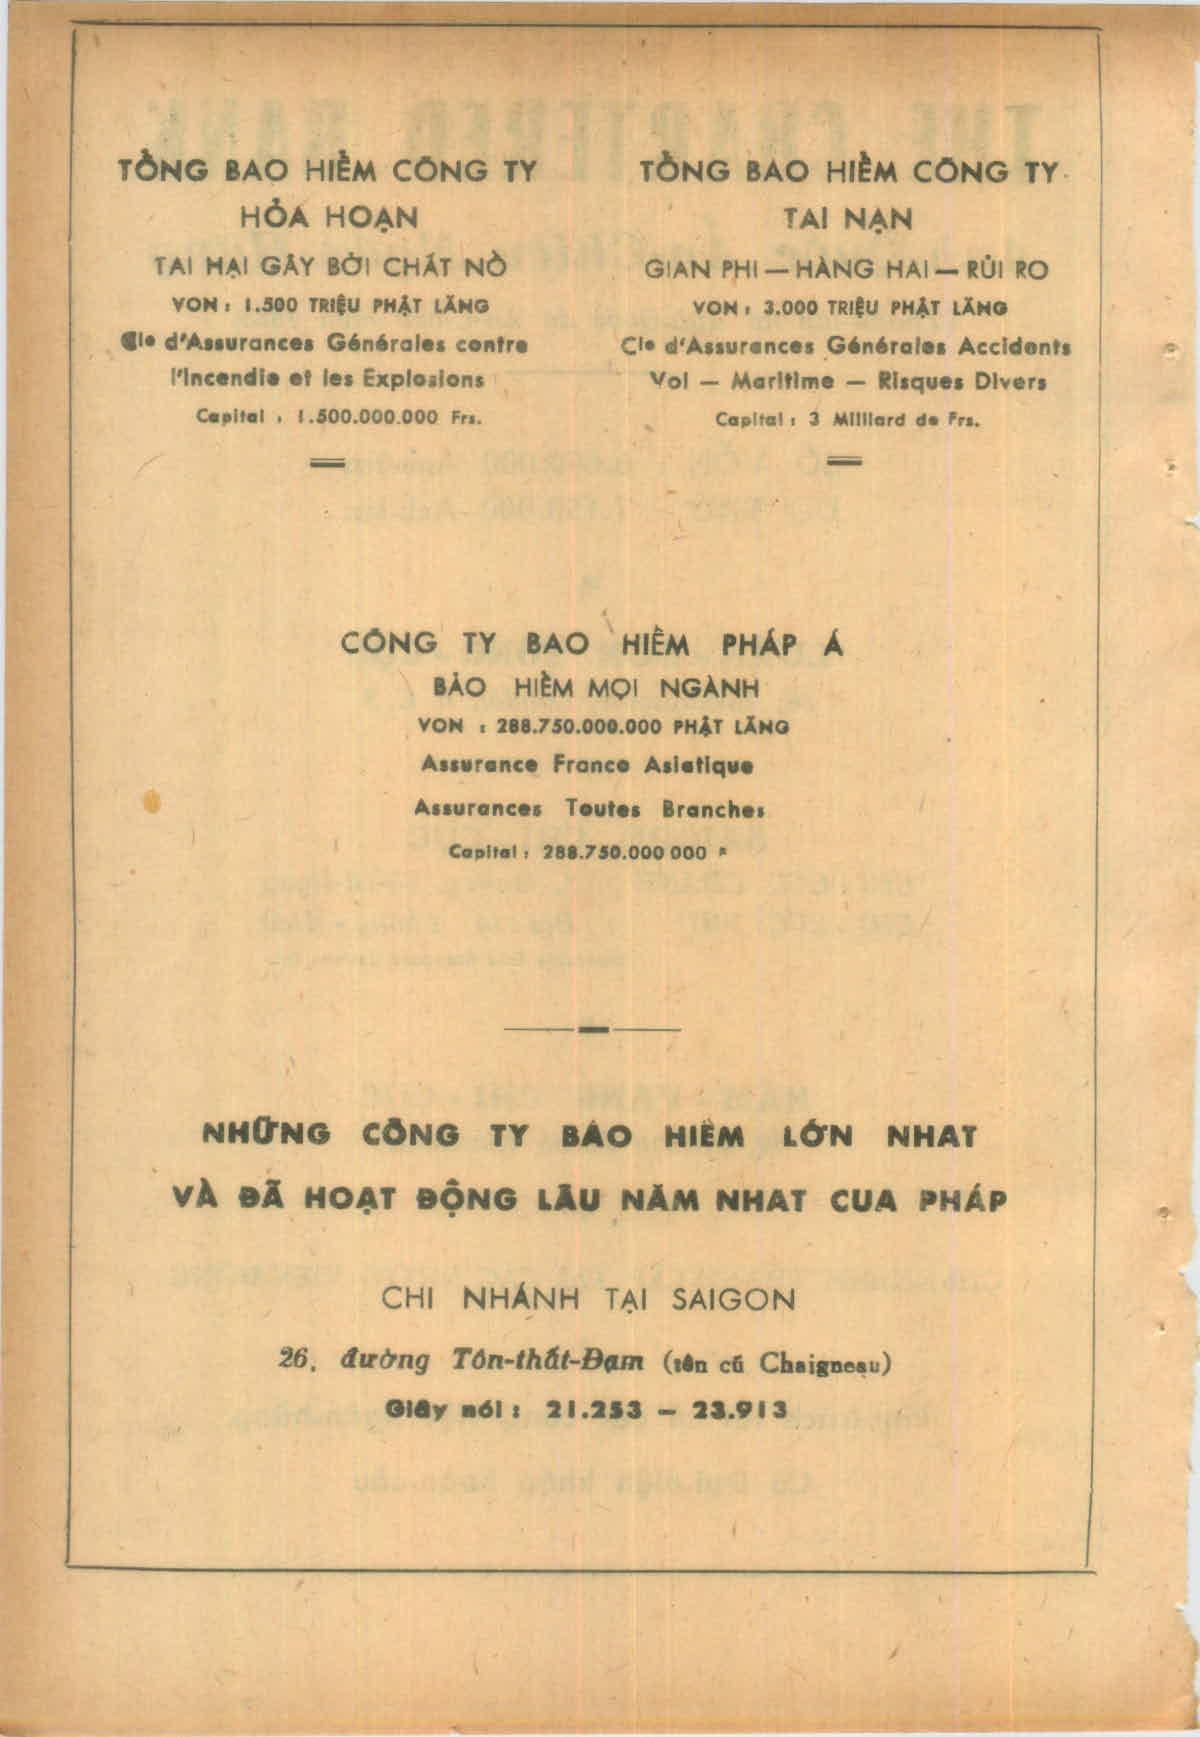 TỔNG BAO HIỂM CÔNG TY
HỎA HOẠN
TAI HẠI GÂY BỞI CHẤT NỔ
VON : 1.500 TRIỆU PHẬT LĂNG
Cie d'Assurances Générales contre
l'Incendie et les Explosions
Capital : 1.500.000.000 Frs.
TỔNG BAO HIỂM CÔNG TY
TAI NẠN
GIAN PHI — HÀNG HAI — RỦI RO
VON : 3.000 TRIỆU PHẬT LĂNG
Cie d'Assurances Générales Accidents
Vol — Maritime — Risques Divers
Capital : 3 Milliard de Frs.
CÔNG TY BAO HIỂM PHÁP Á
BẢO HIỂM MỌI NGÀNH
VON : 288.750.000.000 PHẬT LĂNG
Assurance France Asiatique
Assurances Toutes Branches
Capital : 288.750.000 000
NHỮNG CÔNG TY BẢO HIỂM LỚN NHAT
VÀ ĐÃ HOẠT ĐỘNG LÂU NĂM NHAT CUA PHÁP
CHI NHÁNH TẠI SAIGON
26, đường Tôn-thất-Đạm (tên cũ Chaigneau)
Giây nói : 21.253 — 23.913